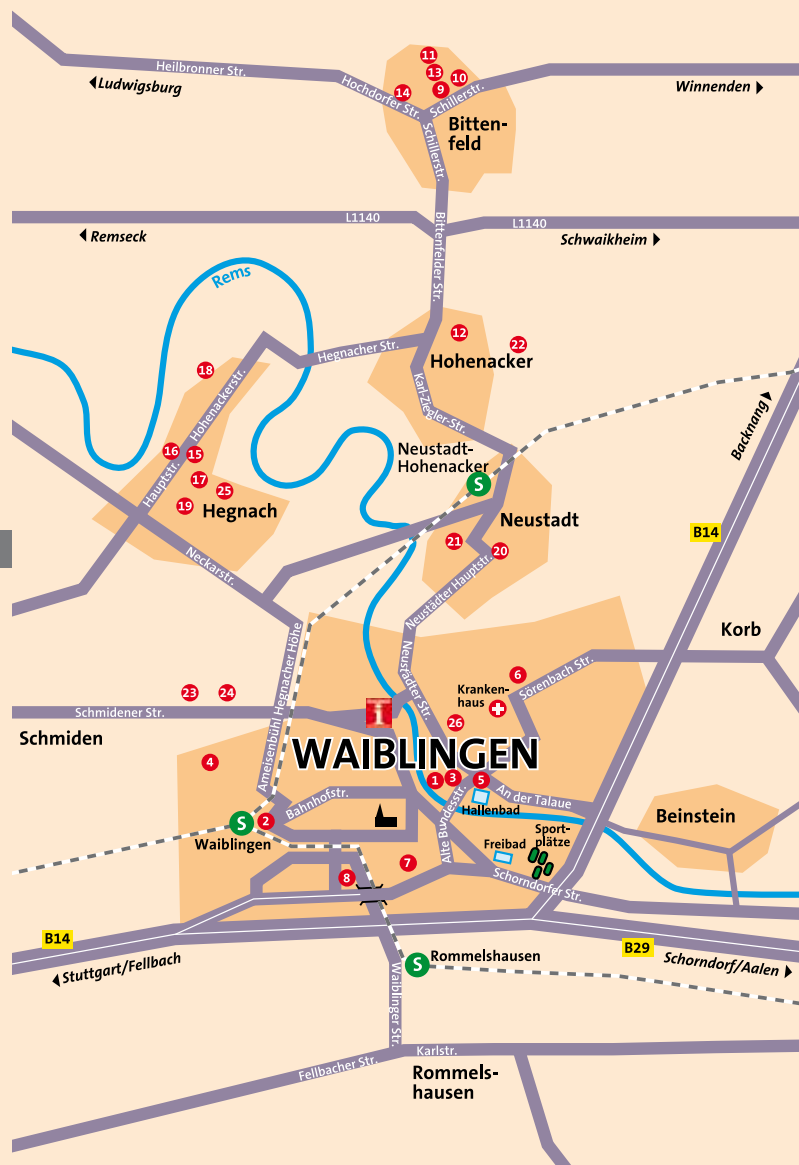 11
13
10
9
14
Heilbronner Str.
Ludwigsburg
Hochdorfer Str.
Schillerstr.
Winnenden
Bitten-
feld
Schillerstr.
L1140
L1140
Remseck
Schwaikheim
Bittenfelder Str.
Rems
12
22
Hegnacher Str.
Hohenacker
18
Hohenackerstr.
Karl-Ziegler-Str.
Backnang
16
15
Neustadt-
Hohenacker
S
Hauptstr.
17
25
19
Hegnach
Neustadt
B14
21
20
Neckarstr.
Neustädter Hauptstr.
Korb
Ameisenbühl Hegnacher Höhe
Neustädter Str.
6
Sörenbach Str.
Kranken-
haus
23
24
Schmidener Str.
i
26
Schmiden
WAIBLINGEN
4
1
3
5
An der Talaue
Bahnhofstr.
Hallenbad
Alte Bundesstr.
Beinstein
S
2
Waiblingen
Sport-
plätze
Freibad
7
8
Schorndorfer Str.
B14
B29
Stuttgart/Fellbach
S
Rommelshausen
Schorndorf/Aalen
Waiblinger Str.
Karlstr.
Fellbacher Str.
Rommels-
hausen